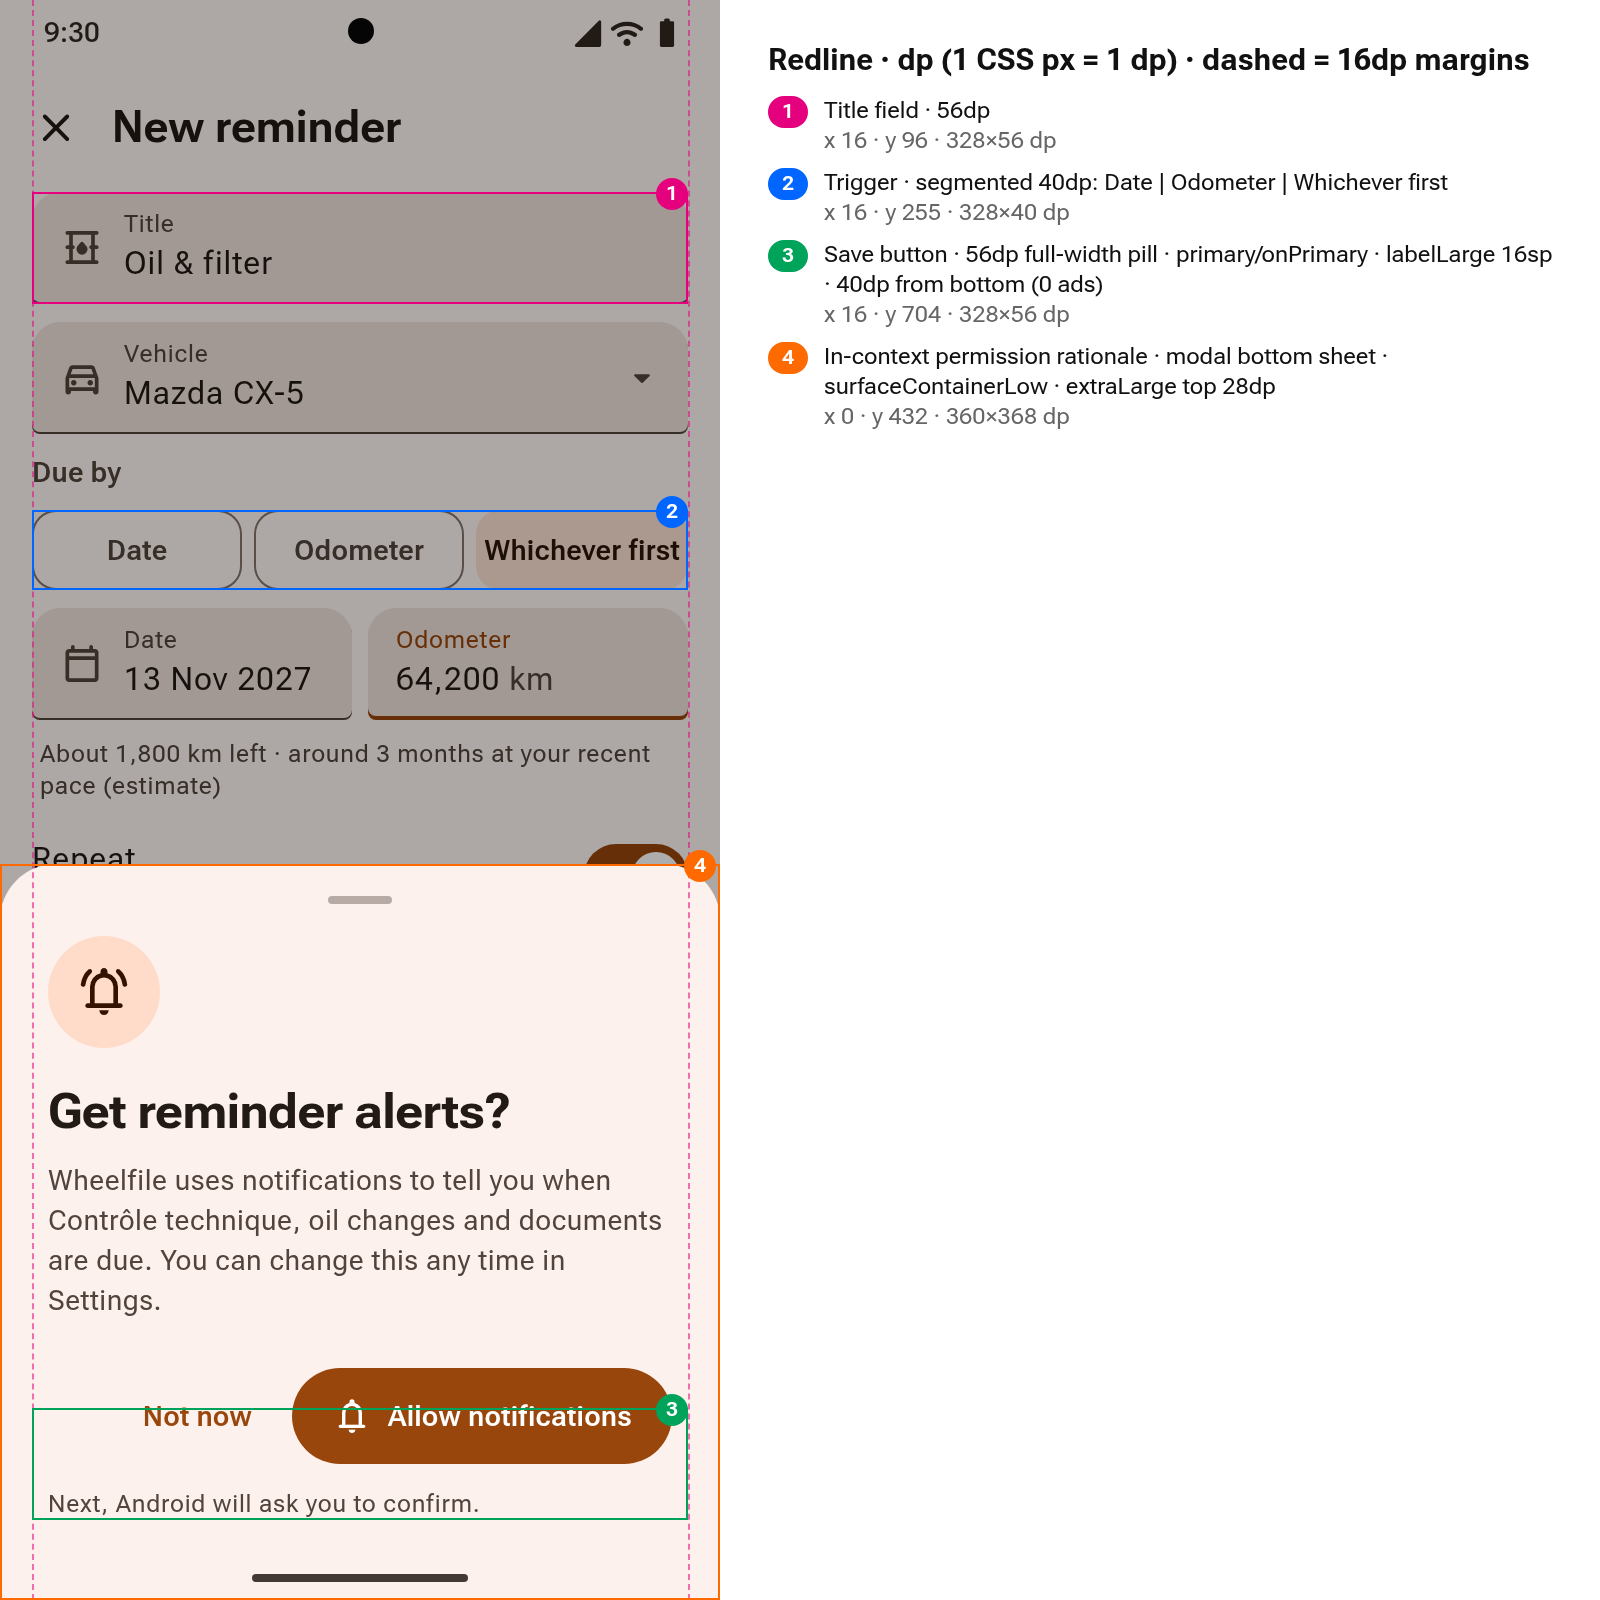 9:30
New reminder
1
Title
Oil & filter
Vehicle
Mazda CX-5
Due by
2
Date
Odometer
Whichever first
Date
13 Nov 2027
Odometer
64,200 km
About 1,800 km left · around 3 months at your recent
pace (estimate)
Repeat
4
Get reminder alerts?
Wheelfile uses notifications to tell you when
Contrôle technique, oil changes and documents
are due. You can change this any time in
Settings.
Not now
Allow notifications
3
Next, Android will ask you to confirm.
Redline · dp (1 CSS px = 1 dp) · dashed = 16dp margins
1 Title field · 56dp
x 16 · y 96 · 328×56 dp
2 Trigger · segmented 40dp: Date | Odometer | Whichever first
x 16 · y 255 · 328×40 dp
3 Save button · 56dp full-width pill · primary/onPrimary · labelLarge 16sp
· 40dp from bottom (0 ads)
x 16 · y 704 · 328×56 dp
4 In-context permission rationale · modal bottom sheet ·
surfaceContainerLow · extraLarge top 28dp
x 0 · y 432 · 360×368 dp